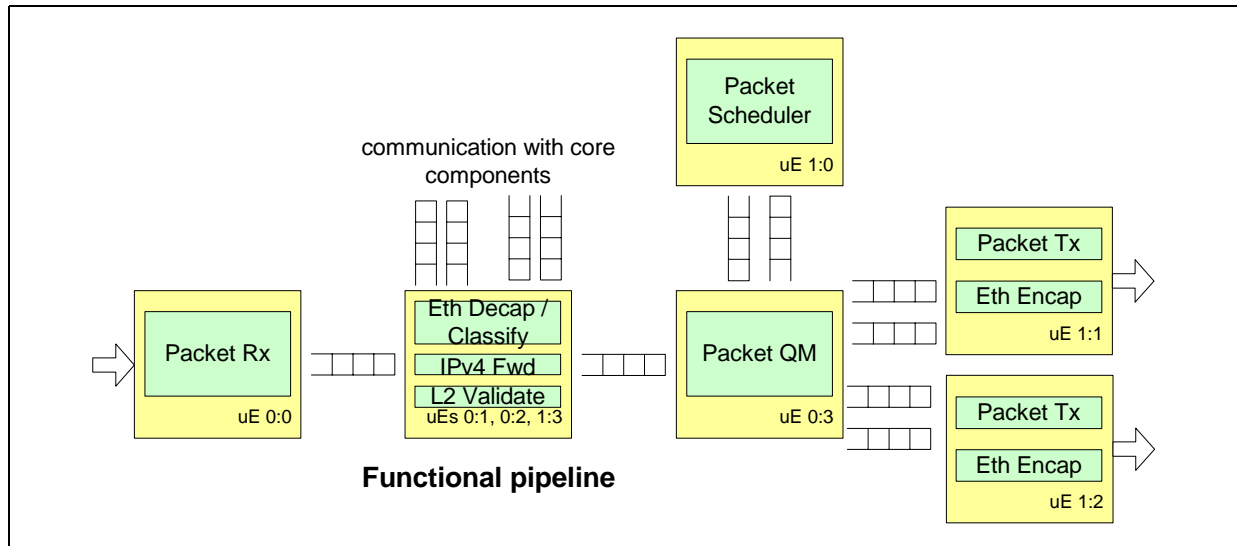 Packet
Scheduler
uE 1:0
communication with core
components
Packet Rx
uE 0:0
Eth Decap /
Classify
IPv4 Fwd
L2 Validate
uEs 0:1, 0:2, 1:3
Functional pipeline
Packet QM
uE 0:3
Packet Tx
Eth Encap
uE 1:1
Packet Tx
Eth Encap
uE 1:2